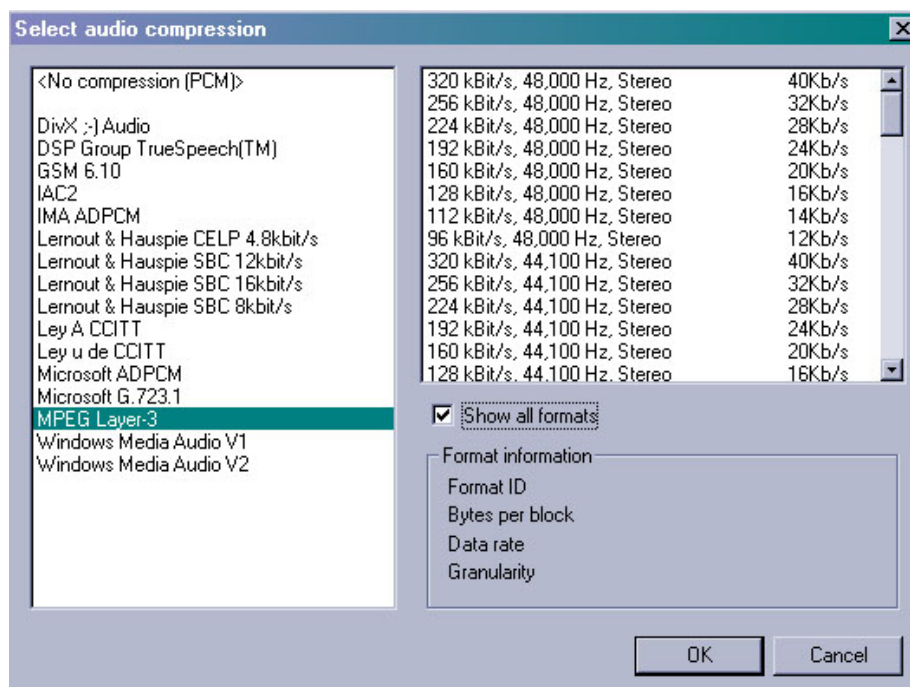 Select audio compression
<No compression (PCM)>
DivX ;-) Audio
DSP Group TrueSpeech(TM)
GSM 6.10
IAC2
IMA ADPCM
Lernout & Hauspie CELP 4.8kbit/s
Lernout & Hauspie SBC 12kbit/s
Lernout & Hauspie SBC 16kbit/s
Lernout & Hauspie SBC 8kbit/s
Ley A CCITT
Ley u de CCITT
Microsoft ADPCM
Microsoft G.723.1
MPEG Layer-3
Windows Media Audio V1
Windows Media Audio V2
320 kBit/s, 48,000 Hz, Stereo 40Kb/s
256 kBit/s, 48,000 Hz, Stereo 32Kb/s
224 kBit/s, 48,000 Hz, Stereo 28Kb/s
192 kBit/s, 48,000 Hz, Stereo 24Kb/s
160 kBit/s, 48,000 Hz, Stereo 20Kb/s
128 kBit/s, 48,000 Hz, Stereo 16Kb/s
112 kBit/s, 48,000 Hz, Stereo 14Kb/s
96 kBit/s, 48,000 Hz, Stereo 12Kb/s
320 kBit/s, 44,100 Hz, Stereo 40Kb/s
256 kBit/s, 44,100 Hz, Stereo 32Kb/s
224 kBit/s, 44,100 Hz, Stereo 28Kb/s
192 kBit/s, 44,100 Hz, Stereo 24Kb/s
160 kBit/s, 44,100 Hz, Stereo 20Kb/s
128 kBit/s, 44,100 Hz, Stereo 16Kb/s
Show all formats
Format information
Format ID
Bytes per block
Data rate
Granularity
OK
Cancel